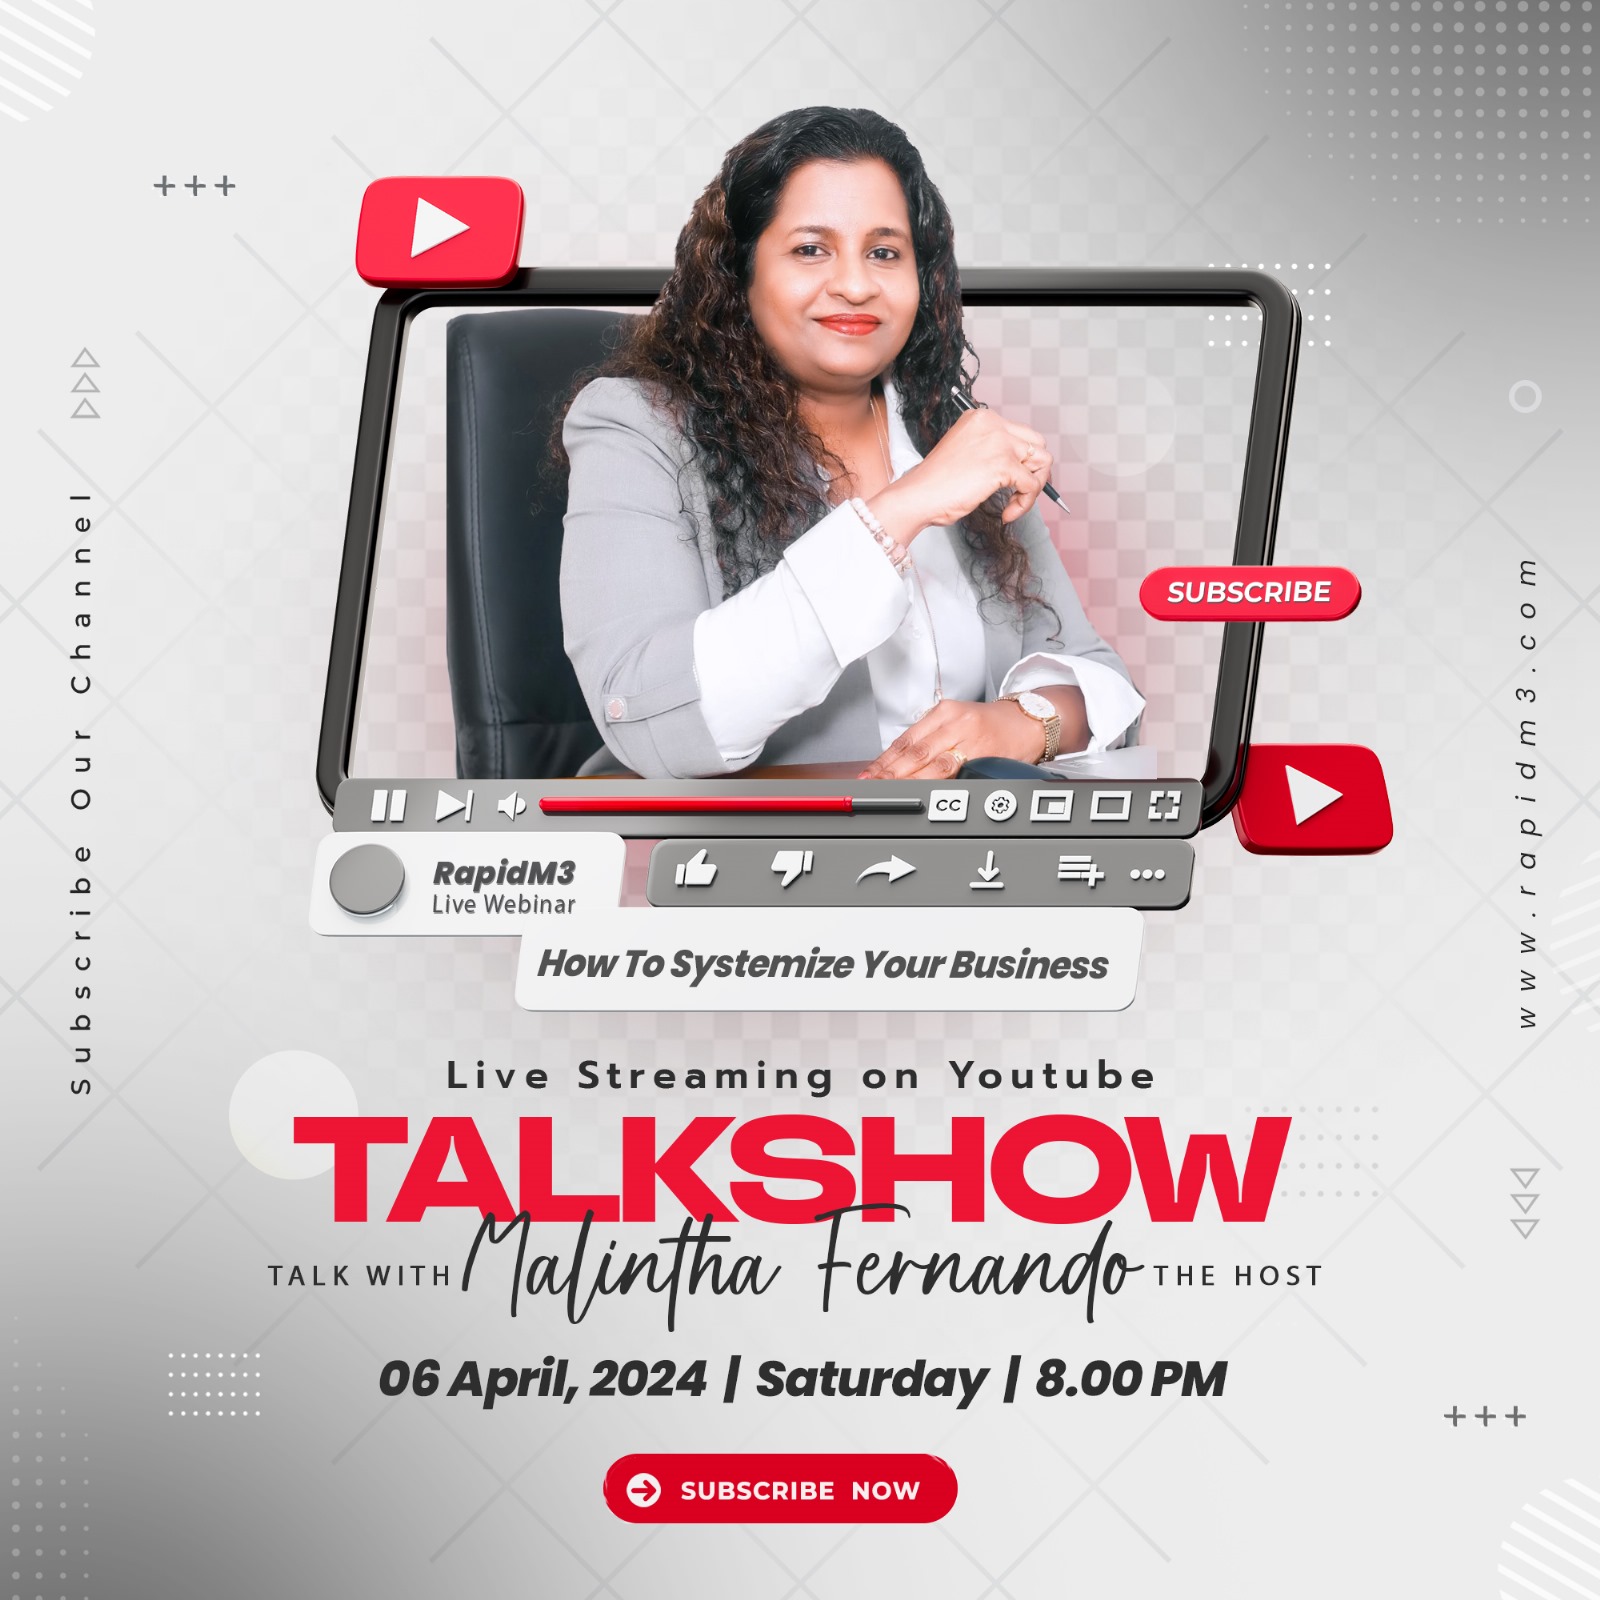 Subscribe Our Channel
SUBSCRIBE
www.rapidm3.com
CC
RapidM3
Live Webinar
How To Systemize Your Business
Live Streaming on Youtube
TALKSHOW
TALK WITH Malintha Fernando THE HOST
06 April, 2024 | Saturday | 8.00 PM
SUBSCRIBE NOW